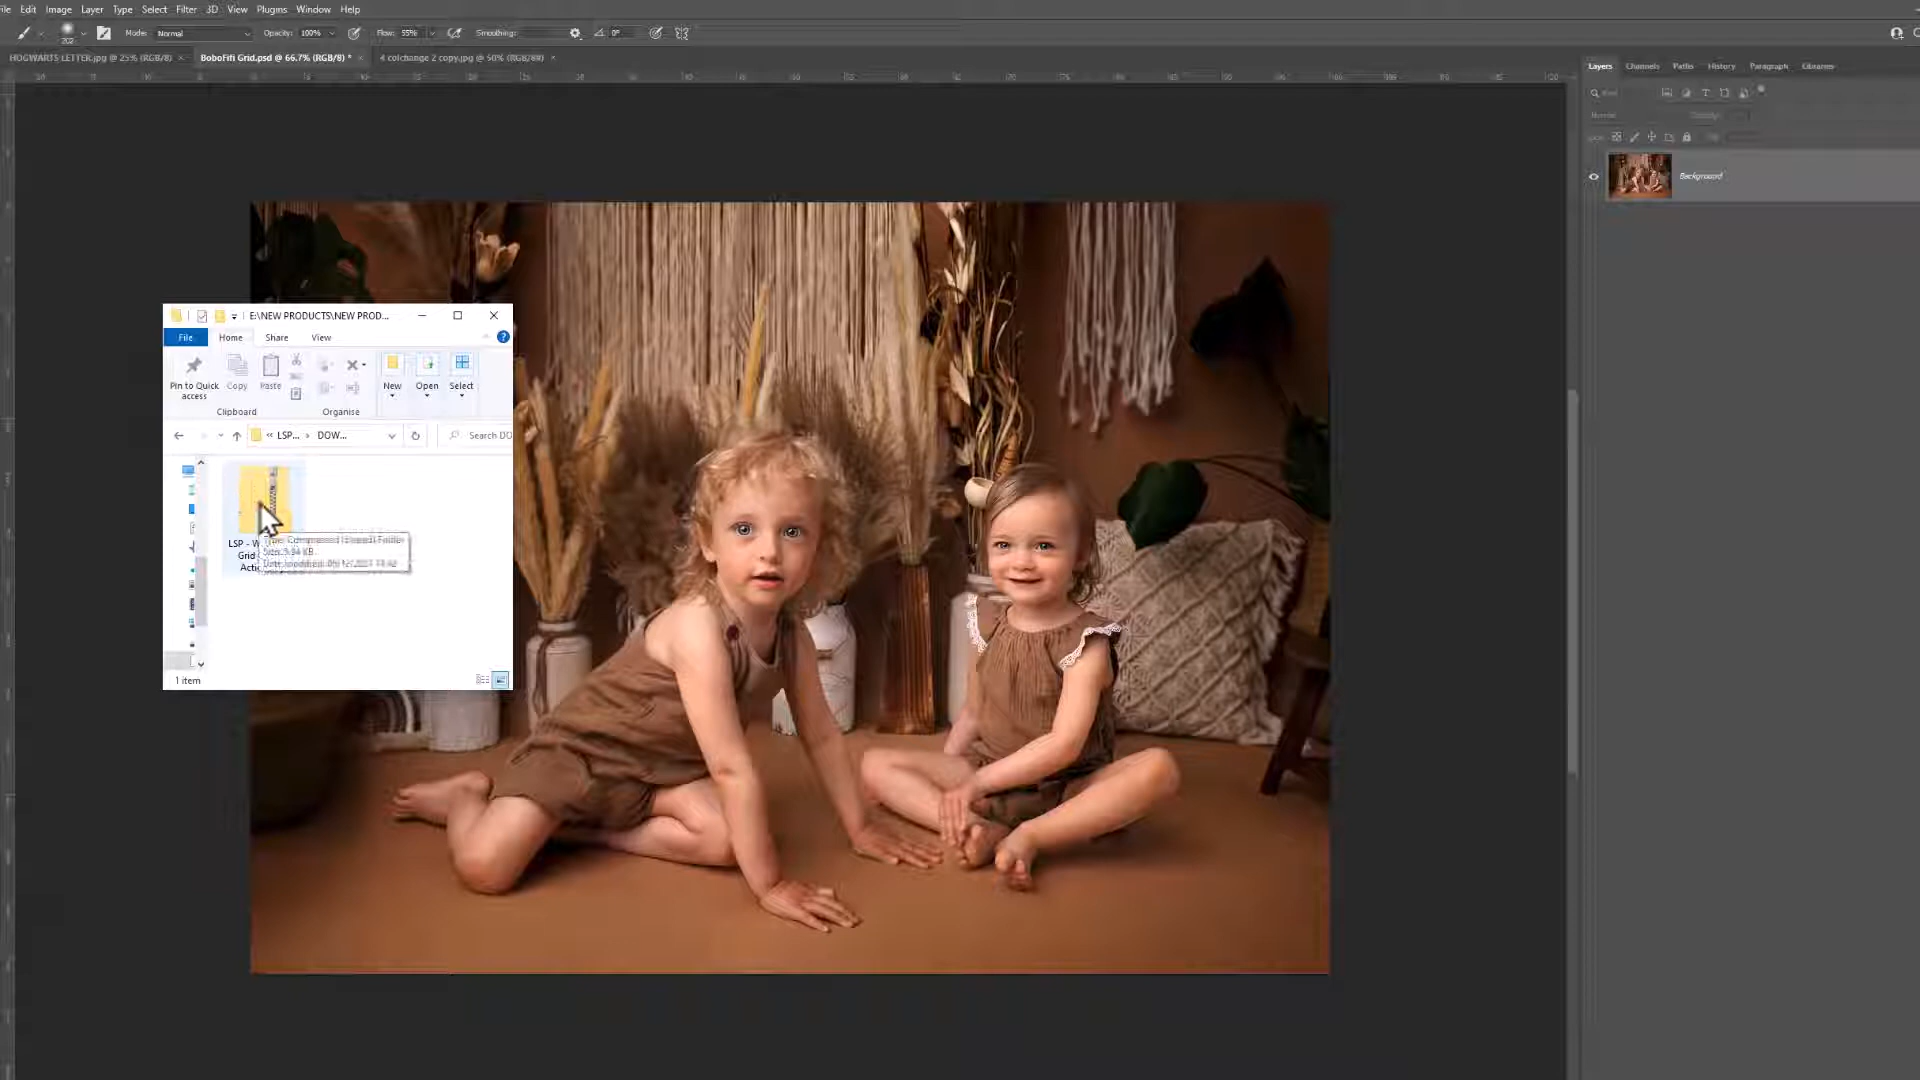 Edit Image Layer Type Select Filter 3D View Plugins Window Help
Mode: Normal Opacity: 100% Flow: 55% Smoothing: 0°
HOGWARTS LETTER.jpg @ 25% (RGB/8) × BoboFifi Grid.psd @ 66.7% (RGB/8) * × 4 colchange 2 copy.jpg @ 50% (RGB/8#) ×
Layers Channels Paths History Paragraph Libraries
Background
E:\NEW PRODUCTS\NEW PROD...
File Home Share View
Pin to Quick access
Copy
Paste
New
Open
Select
Clipboard Organise
« LSP... › DOW... Search DO
LSP - W
Grid
Actio
1 item